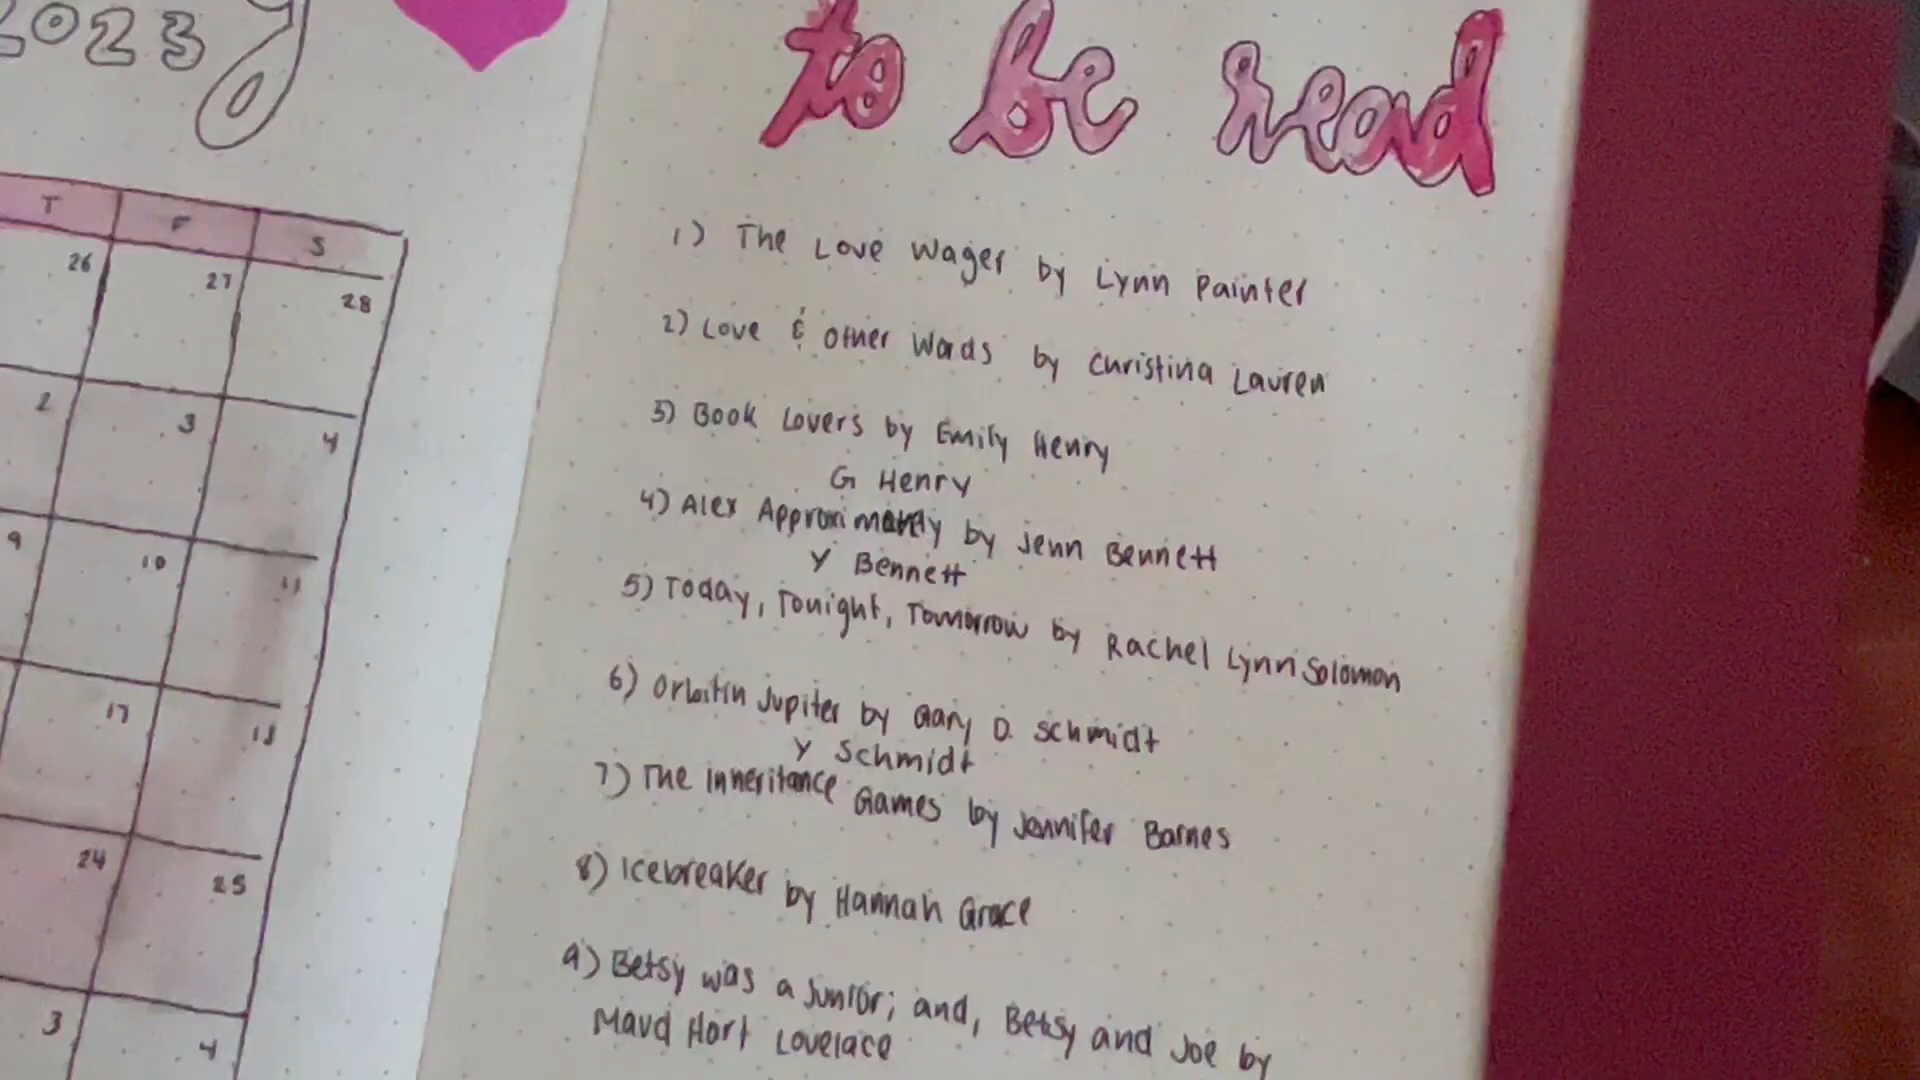 2023
T F S
26 27 28
2 3 4
9 10 11
17 18
24 25
3 4
to be read
1) The Love Wager by Lynn Painter
2) Love & Other Words by Christina Lauren
3) Book Lovers by Emily Henry
G Henry
4) Alex Approximately by Jenn Bennett
Y Bennett
5) Today, Tonight, Tomorrow by Rachel Lynn Solomon
6) Orbitin Jupiter by Gary D. Schmidt
Y Schmidt
7) The Inheritance Games by Jennifer Barnes
8) Icebreaker by Hannah Grace
9) Betsy was a Junior; and, Betsy and Joe by
Maud Hart Lovelace